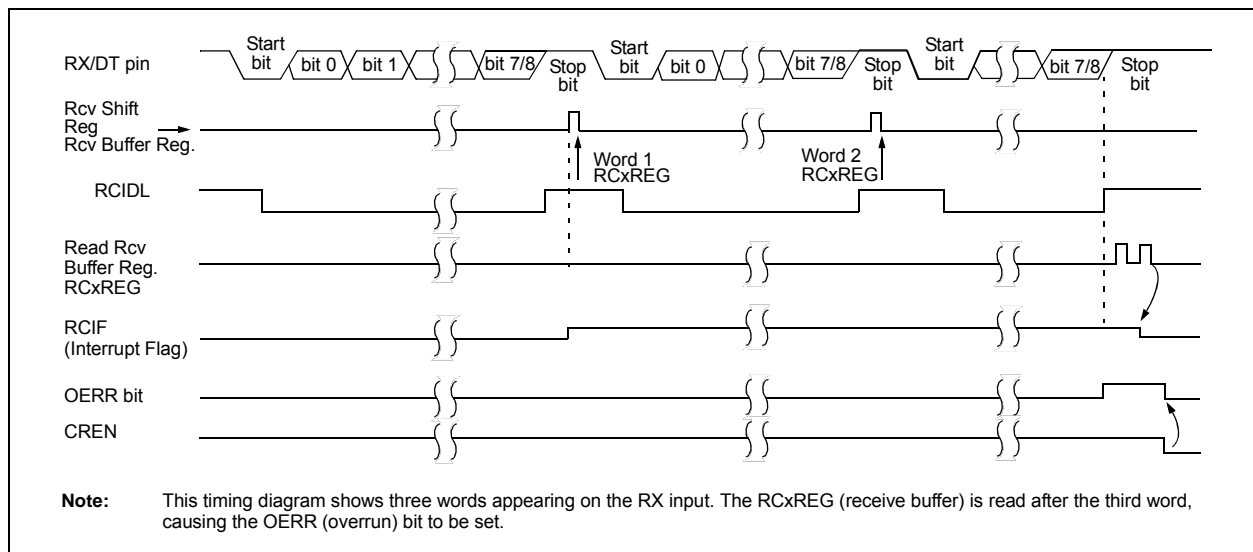 RX/DT pin
Start
bit
bit 0
bit 1
bit 7/8
Stop
bit
Start
bit
bit 0
bit 7/8
Stop
bit
Start
bit
bit 7/8
Stop
bit
Rcv Shift
Reg
Rcv Buffer Reg.
Word 1
RCxREG
Word 2
RCxREG
RCIDL
Read Rcv
Buffer Reg.
RCxREG
RCIF
(Interrupt Flag)
OERR bit
CREN
Note: This timing diagram shows three words appearing on the RX input. The RCxREG (receive buffer) is read after the third word,
causing the OERR (overrun) bit to be set.